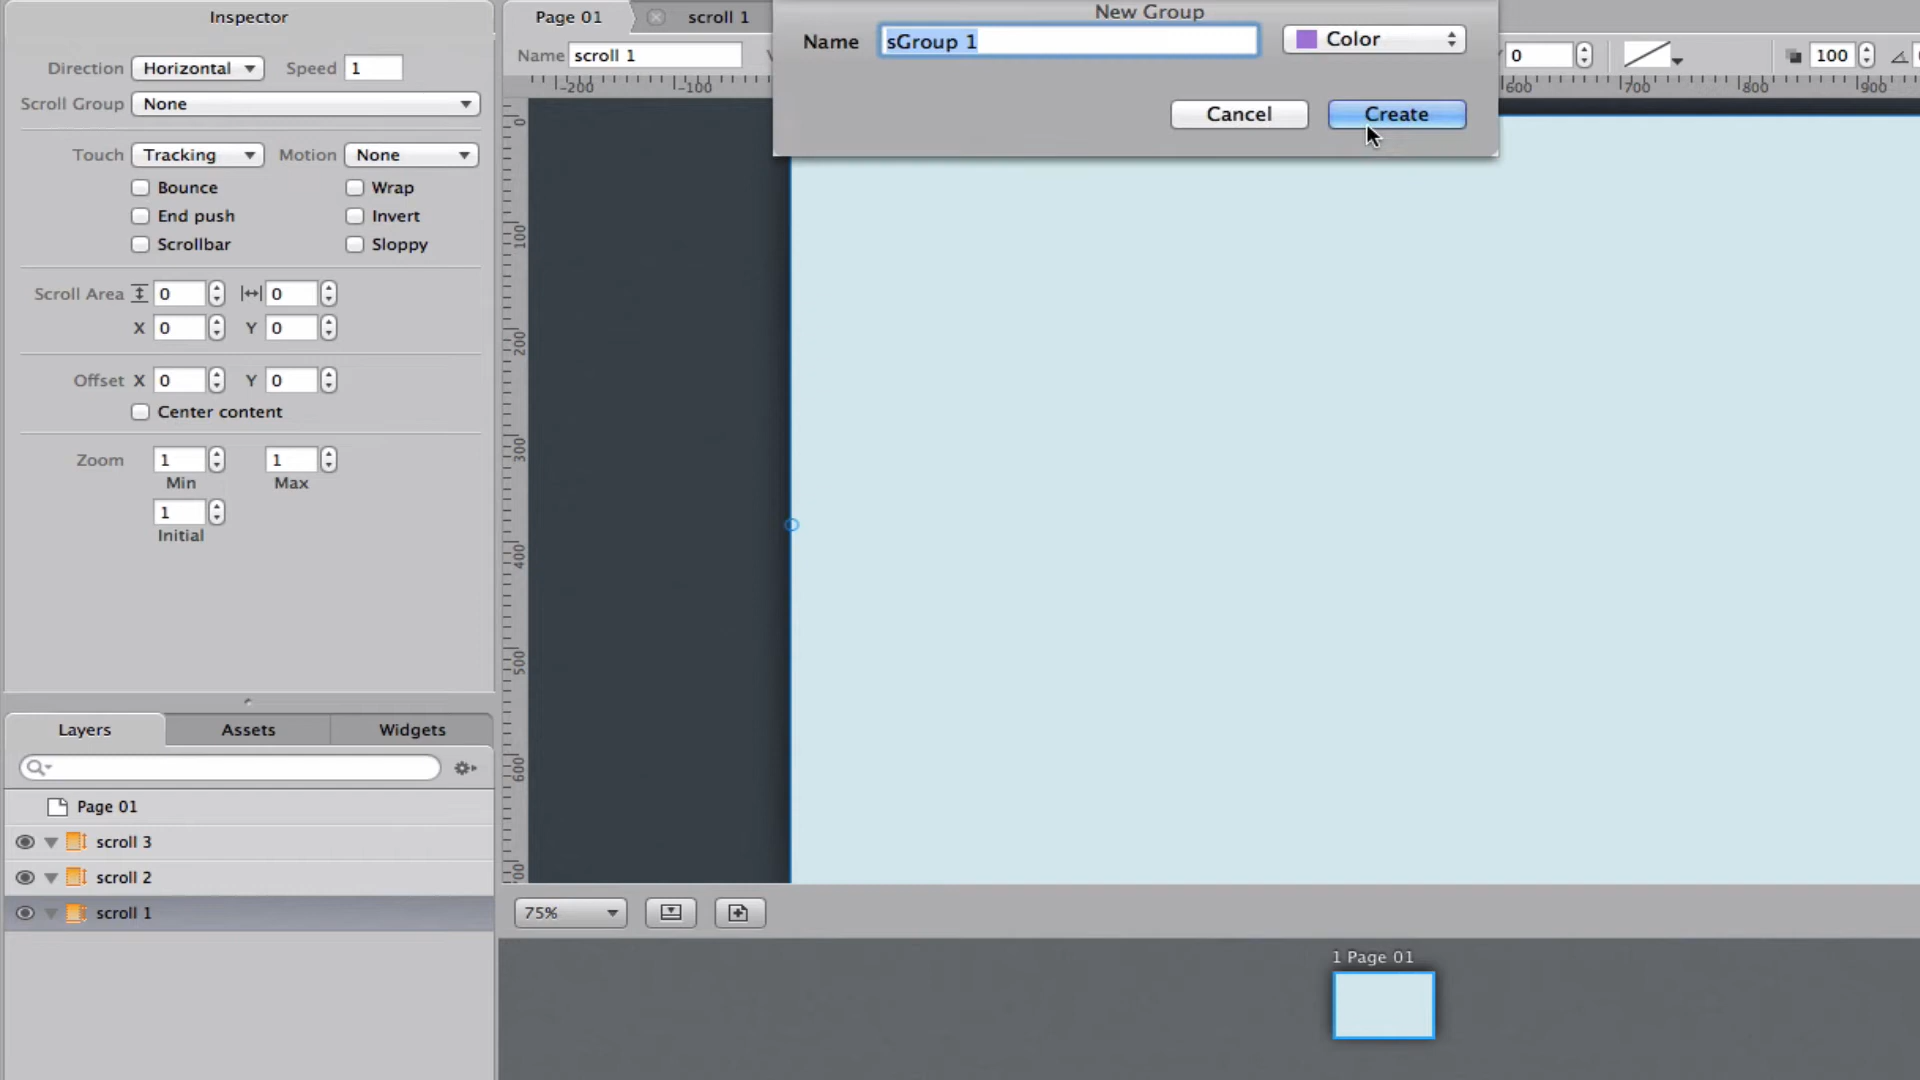 Inspector
Direction Horizontal Speed 1
Scroll Group None
Touch Tracking Motion None
Bounce Wrap
End push Invert
Scrollbar Sloppy
Scroll Area 0 0
X 0 Y 0
Offset X 0 Y 0
Center content
Zoom 1 1
Min Max
1
Initial
Layers Assets Widgets
Page 01
scroll 3
scroll 2
scroll 1
Page 01 scroll 1
Name scroll 1
New Group
Name sGroup 1 Color
Cancel Create
0 100
-200 -100 600 700 800 900
0
100
200
300
400
500
600
75%
1 Page 01